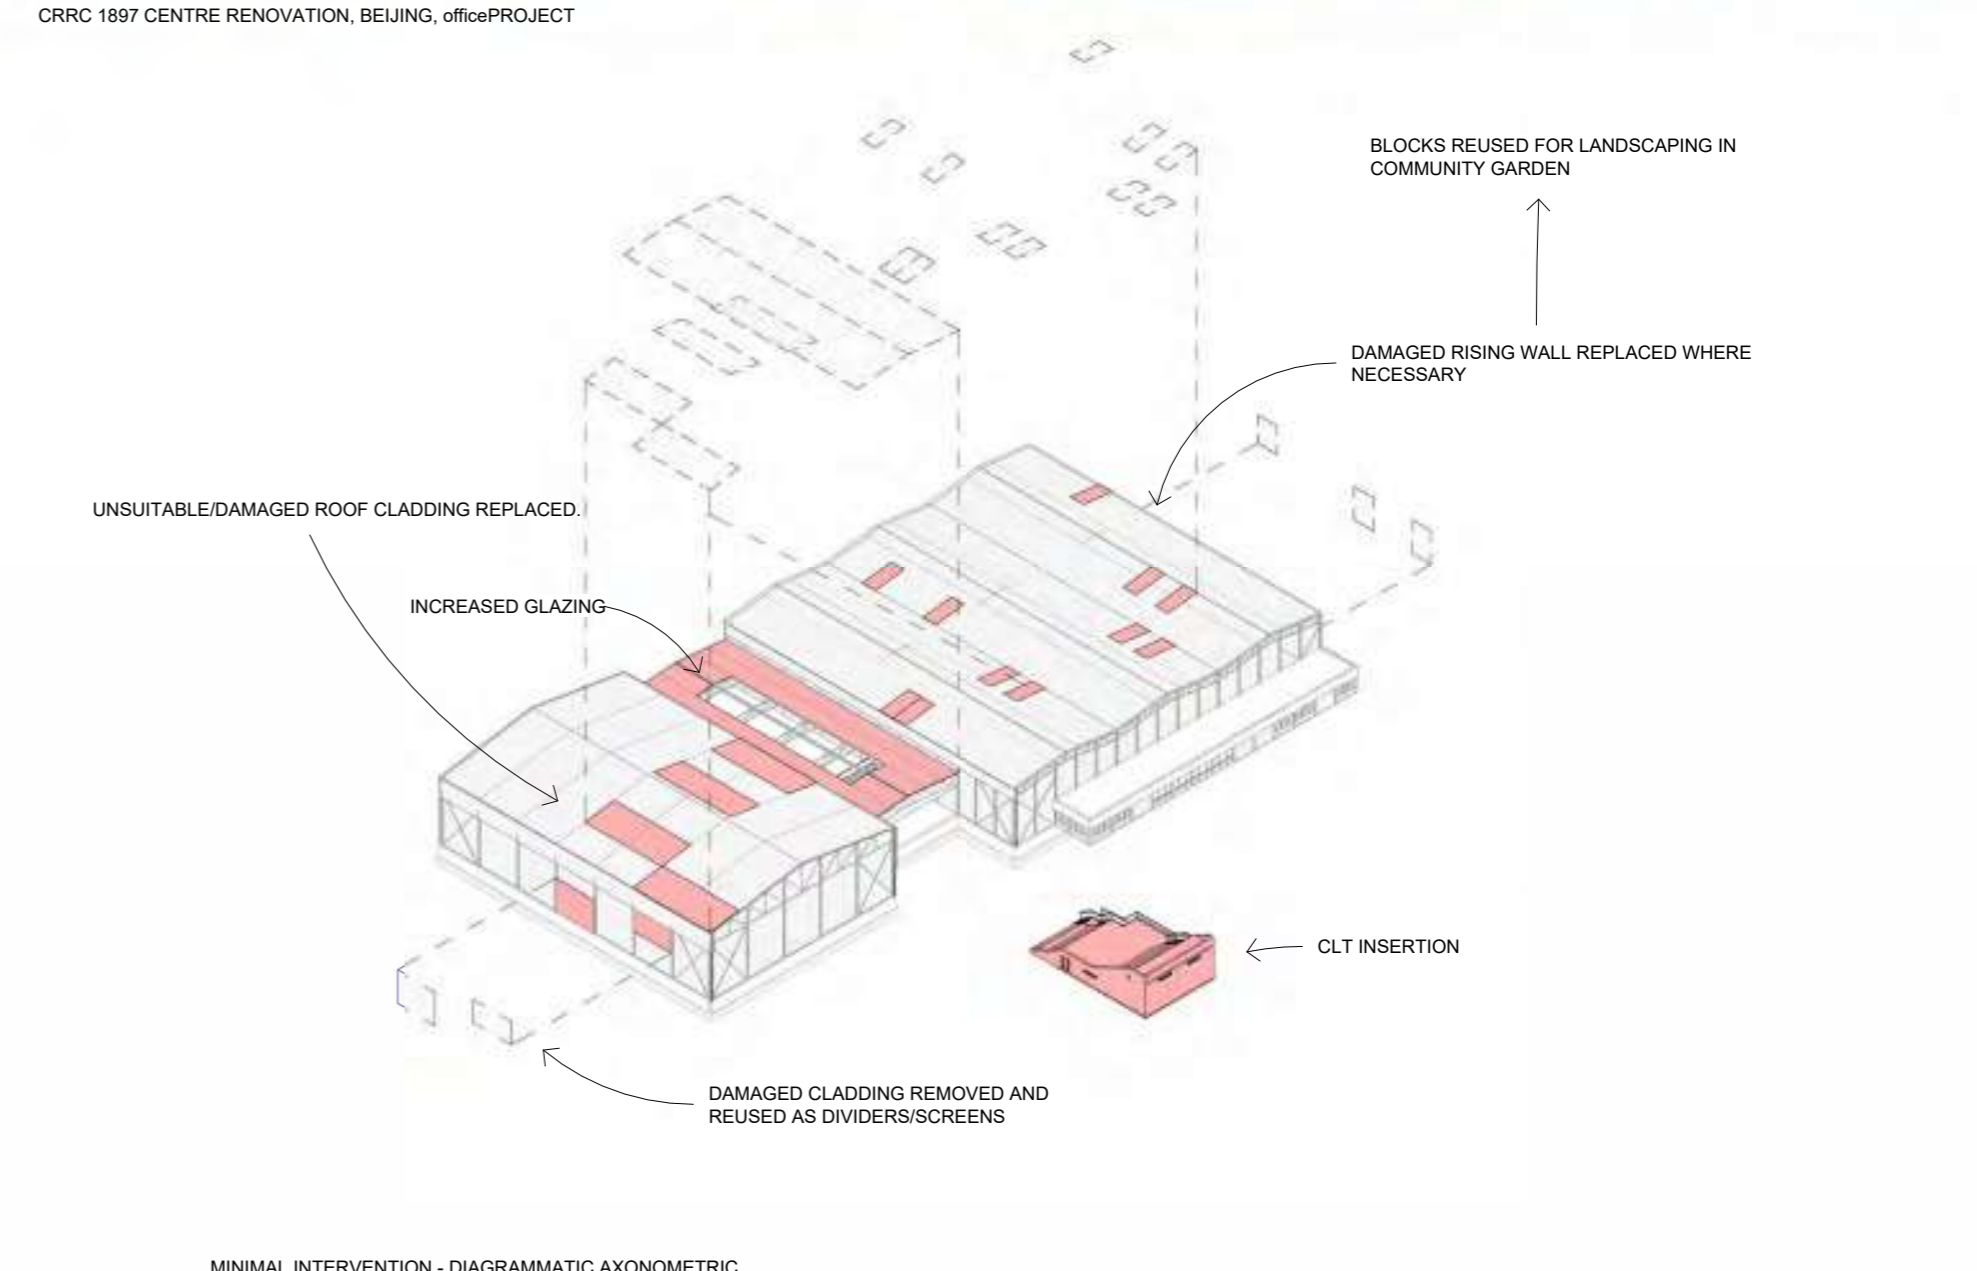 CRRC 1897 CENTRE RENOVATION, BEIJING, officePROJECT
BLOCKS REUSED FOR LANDSCAPING IN
COMMUNITY GARDEN
DAMAGED RISING WALL REPLACED WHERE
NECESSARY
UNSUITABLE/DAMAGED ROOF CLADDING REPLACED.
INCREASED GLAZING
CLT INSERTION
DAMAGED CLADDING REMOVED AND
REUSED AS DIVIDERS/SCREENS
MINIMAL INTERVENTION - DIAGRAMMATIC AXONOMETRIC